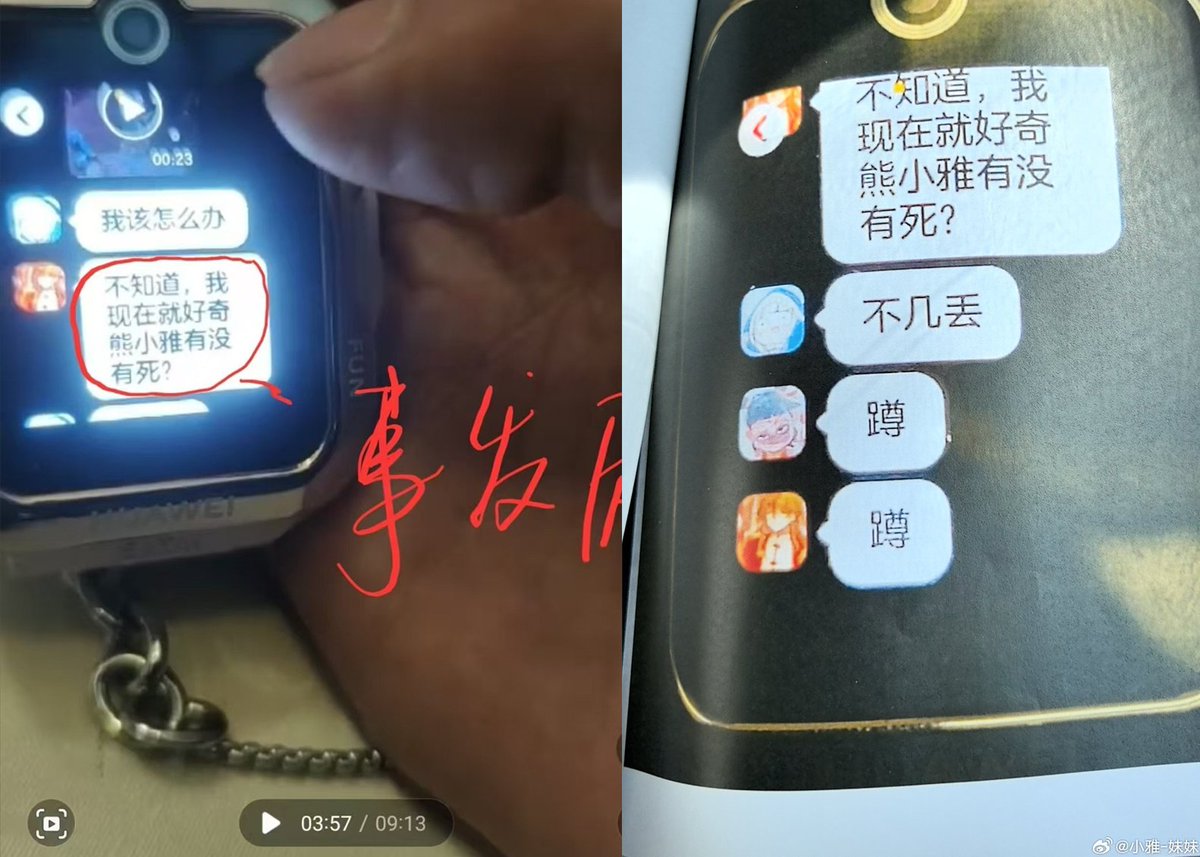 00:23
我该怎么办
不知道，我
现在就好奇
熊小雅有没
有死？
FUN
HUAWEI
事发后
03:57 / 09:13
不知道，我
现在就好奇
熊小雅有没
有死？
不几丢
蹲
蹲
@小雅-妹妹